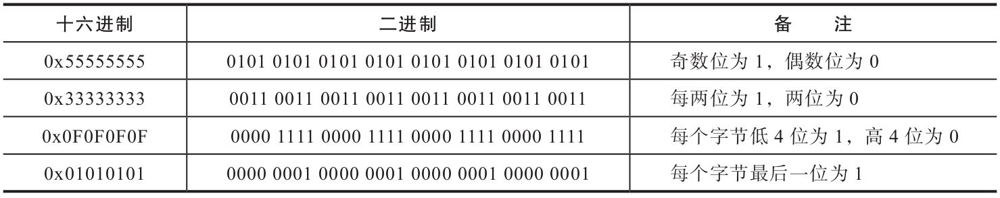 十六进制 二进制 备 注
0x55555555 0101 0101 0101 0101 0101 0101 0101 0101 奇数位为 1，偶数位为 0
0x33333333 0011 0011 0011 0011 0011 0011 0011 0011 每两位为 1，两位为 0
0x0F0F0F0F 0000 1111 0000 1111 0000 1111 0000 1111 每个字节低 4 位为 1，高 4 位为 0
0x01010101 0000 0001 0000 0001 0000 0001 0000 0001 每个字节最后一位为 1